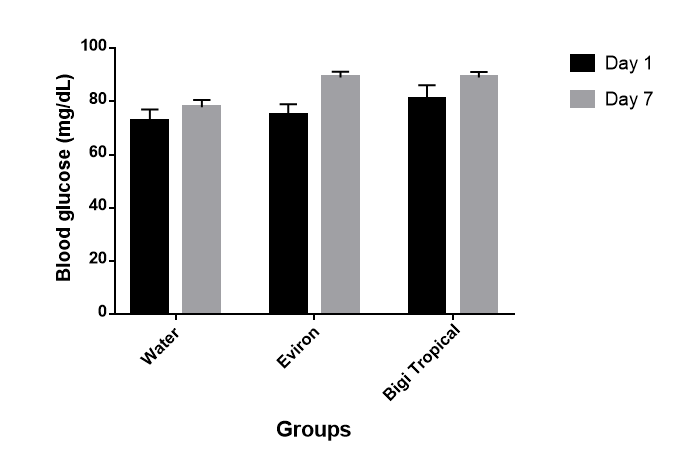 Blood glucose (mg/dL)
100
80
60
40
20
0
Water
Eviron
Bigi Tropical
Groups
Day 1
Day 7